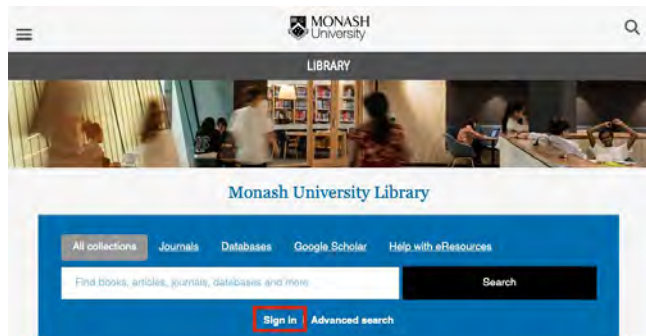 MONASH
University
LIBRARY
Monash University Library
All collections Journals Databases Google Scholar Help with eResources
Find books, articles, journals, databases and more Search
Sign in Advanced search